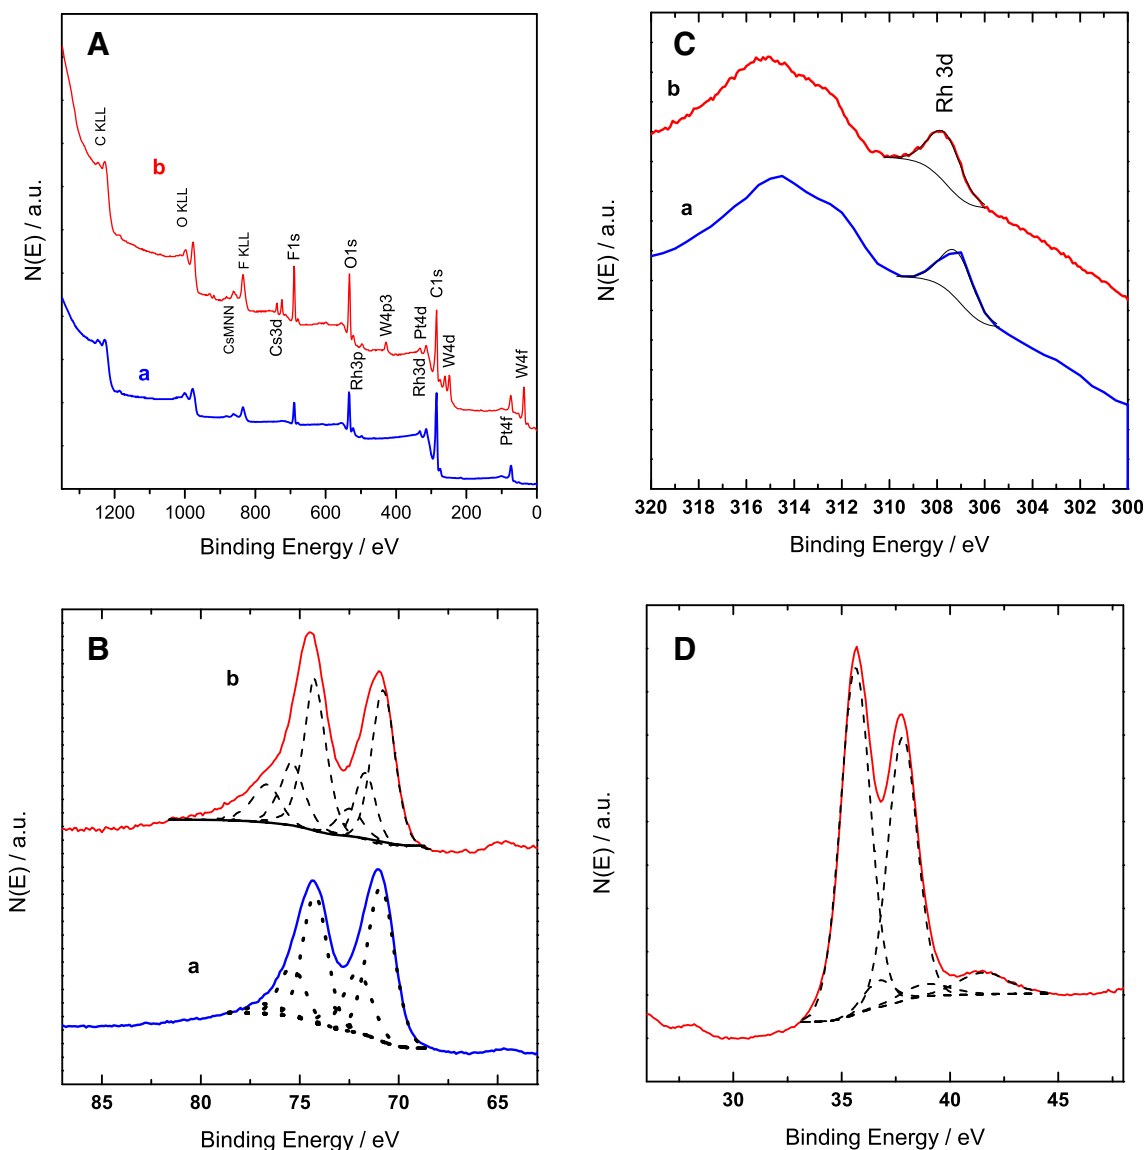 A
C KLL
b
O KLL
F KLL
F1s
O1s
CsMNN
Cs3d
W4p3
Pt4d
C1s
Rh3p
Rh3d
W4d
W4f
Pt4f
a
N(E) / a.u.
1200 1000 800 600 400 200 0
Binding Energy / eV
C
b
Rh 3d
a
N(E) / a.u.
320 318 316 314 312 310 308 306 304 302 300
Binding Energy / eV
B
b
a
N(E) / a.u.
85 80 75 70 65
Binding Energy / eV
D
N(E) / a.u.
30 35 40 45
Binding Energy / eV